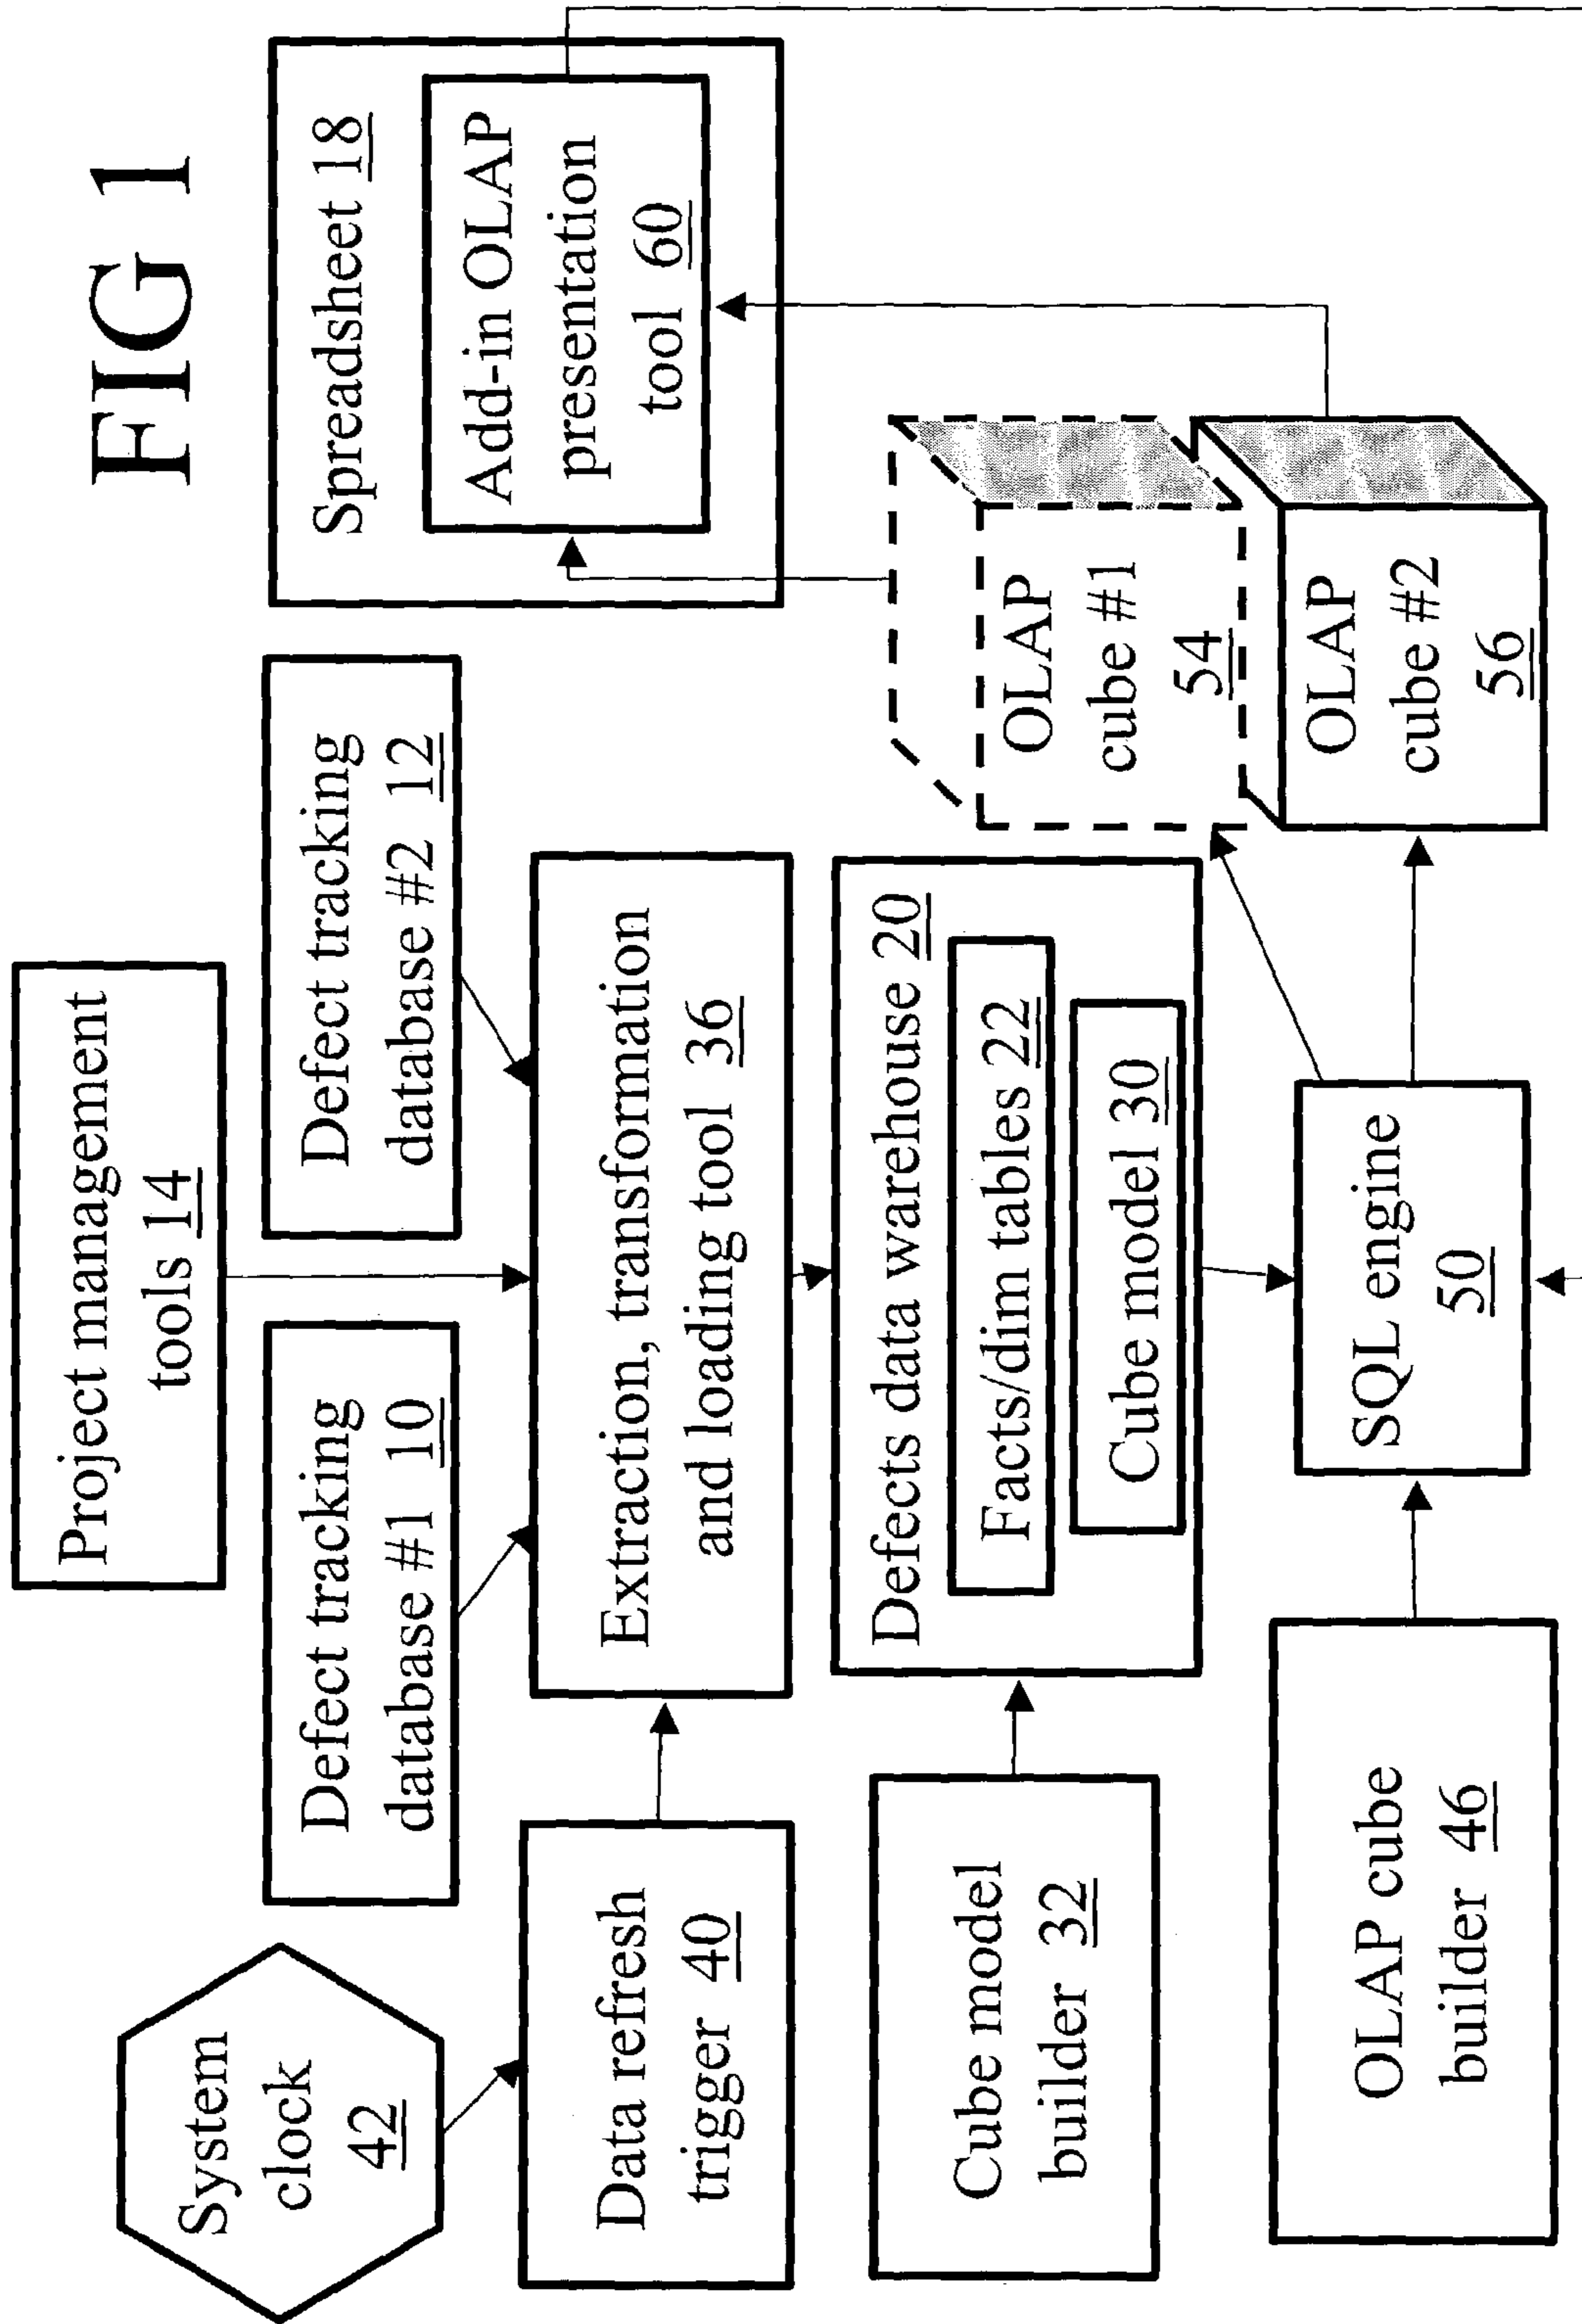 FIG 1
Project management
tools 14
System
clock
42
Defect tracking
database #1 10
Defect tracking
database #2 12
Spreadsheet 18
Add-in OLAP
presentation
tool 60
Data refresh
trigger 40
Extraction, transformation
and loading tool 36
Cube model
builder 32
Defects data warehouse 20
Facts/dim tables 22
Cube model 30
OLAP
cube #1
54
OLAP
cube #2
56
OLAP cube
builder 46
SQL engine
50